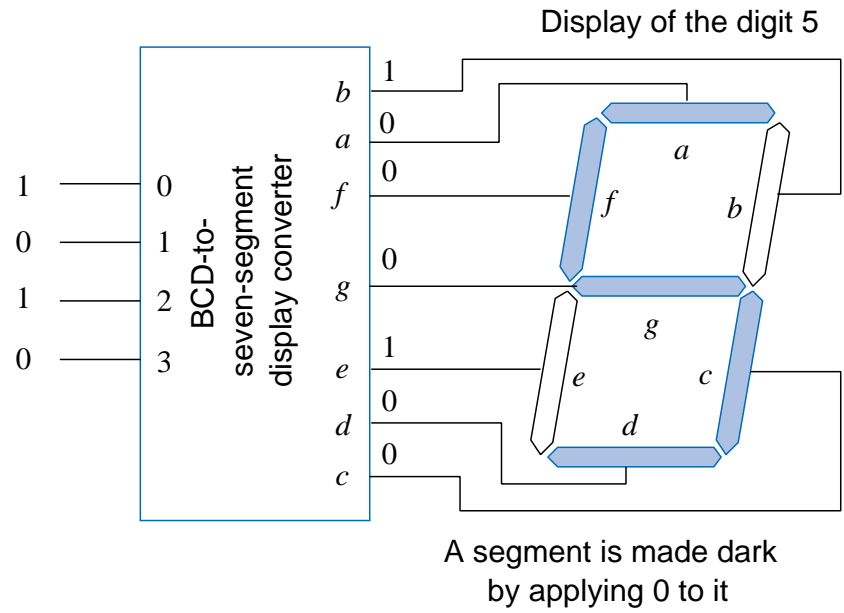 Display of the digit 5
b 1
a 0
f 0
g 0
e 1
d 0
c 0
1 0
0 1
1 2
0 3
BCD-to-
seven-segment
display converter
a
f
b
g
e
c
d
A segment is made dark
by applying 0 to it